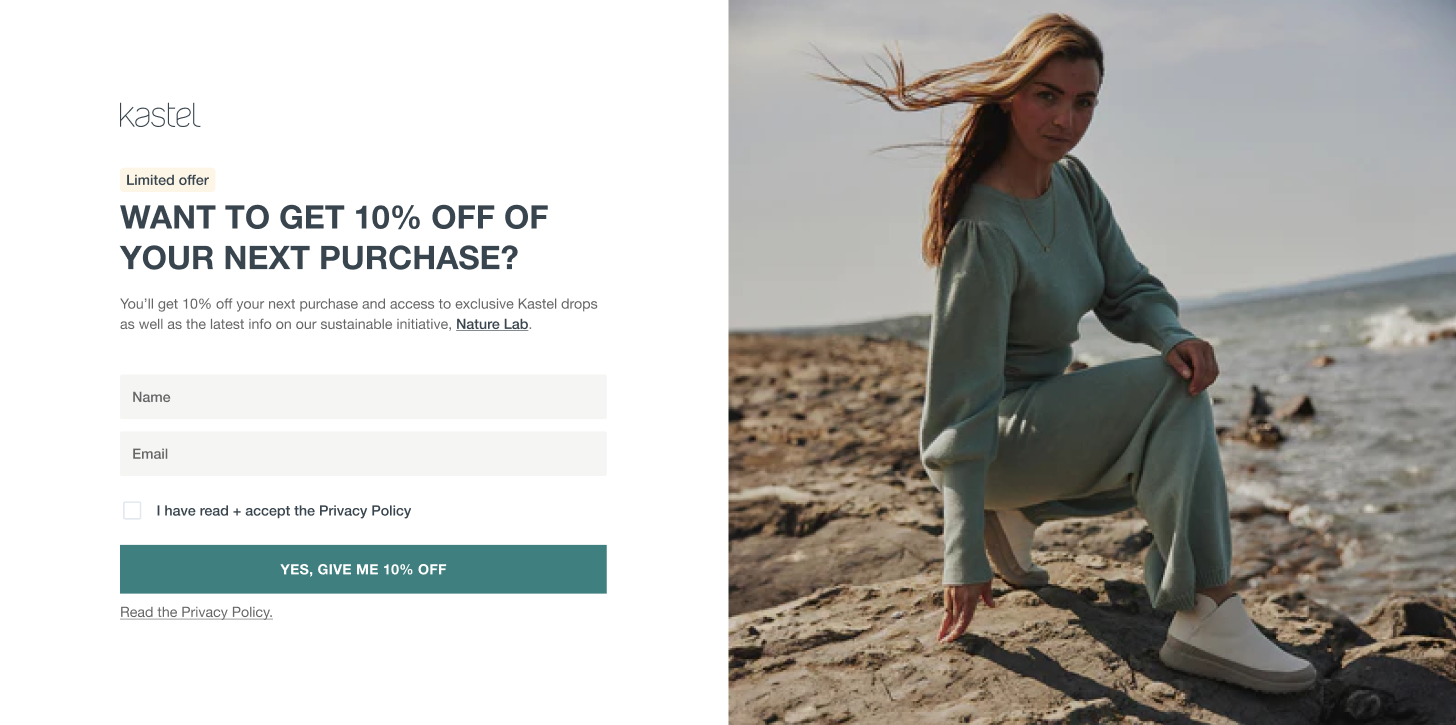 kastel
Limited offer
WANT TO GET 10% OFF OF
YOUR NEXT PURCHASE?
You'll get 10% off your next purchase and access to exclusive Kastel drops
as well as the latest info on our sustainable initiative, Nature Lab.
Name
Email
I have read + accept the Privacy Policy
YES, GIVE ME 10% OFF
Read the Privacy Policy.